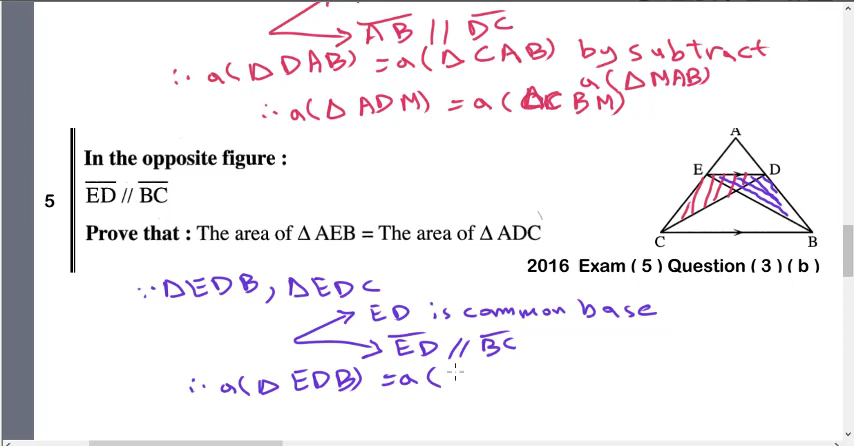 AB // DC
∴ a(Δ DAB) = a(Δ CAB) by subtract
a(Δ MAB)
∴ a(Δ ADM) = a(Δ C BM)
In the opposite figure :
5 ED // BC
Prove that : The area of Δ AEB = The area of Δ ADC
A
E D
C B
2016 Exam ( 5 ) Question ( 3 ) ( b )
∵ Δ EDB, Δ EDC
ED is common base
ED // BC
∴ a(Δ EDB) = a (